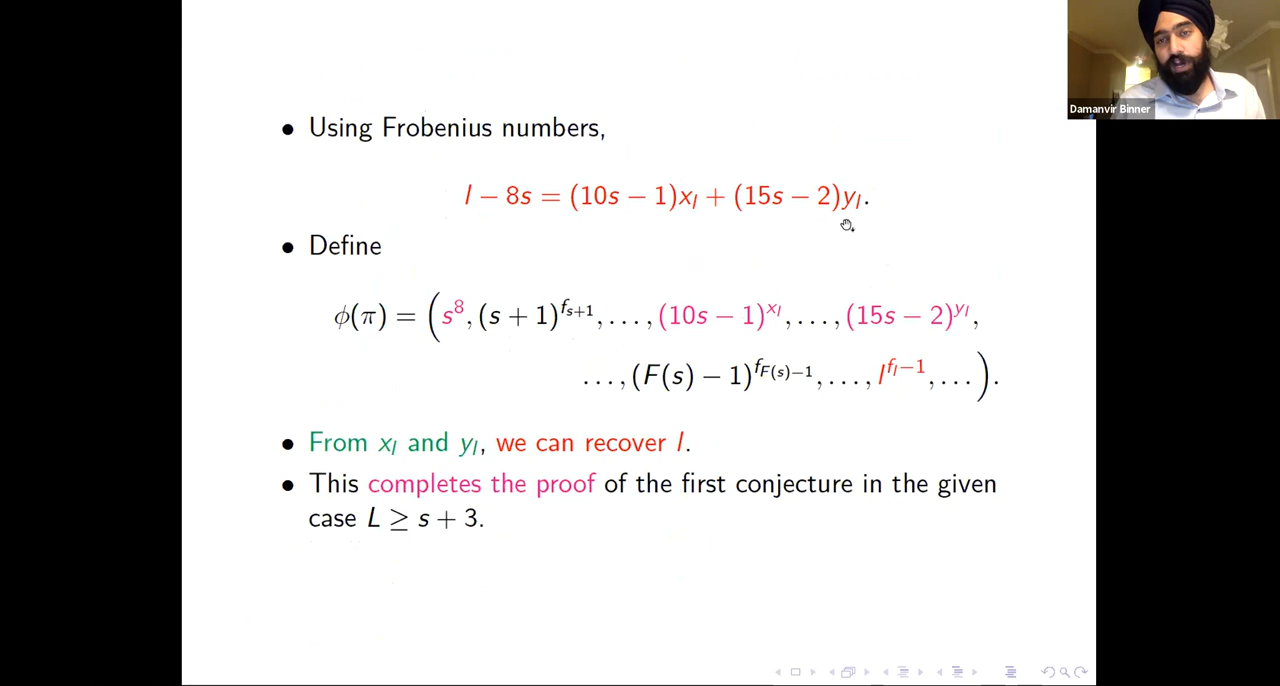 Damanvir Binner
• Using Frobenius numbers,
l − 8s = (10s − 1)x_l + (15s − 2)y_l.
• Define
ϕ(π) = (s^8, (s + 1)^{f_{s+1}}, . . . , (10s − 1)^{x_l}, . . . , (15s − 2)^{y_l},
. . . , (F(s) − 1)^{f_{F(s)−1}}, . . . , l^{f_l−1}, . . . ).
• From x_l and y_l, we can recover l.
• This completes the proof of the first conjecture in the given
case L ≥ s + 3.